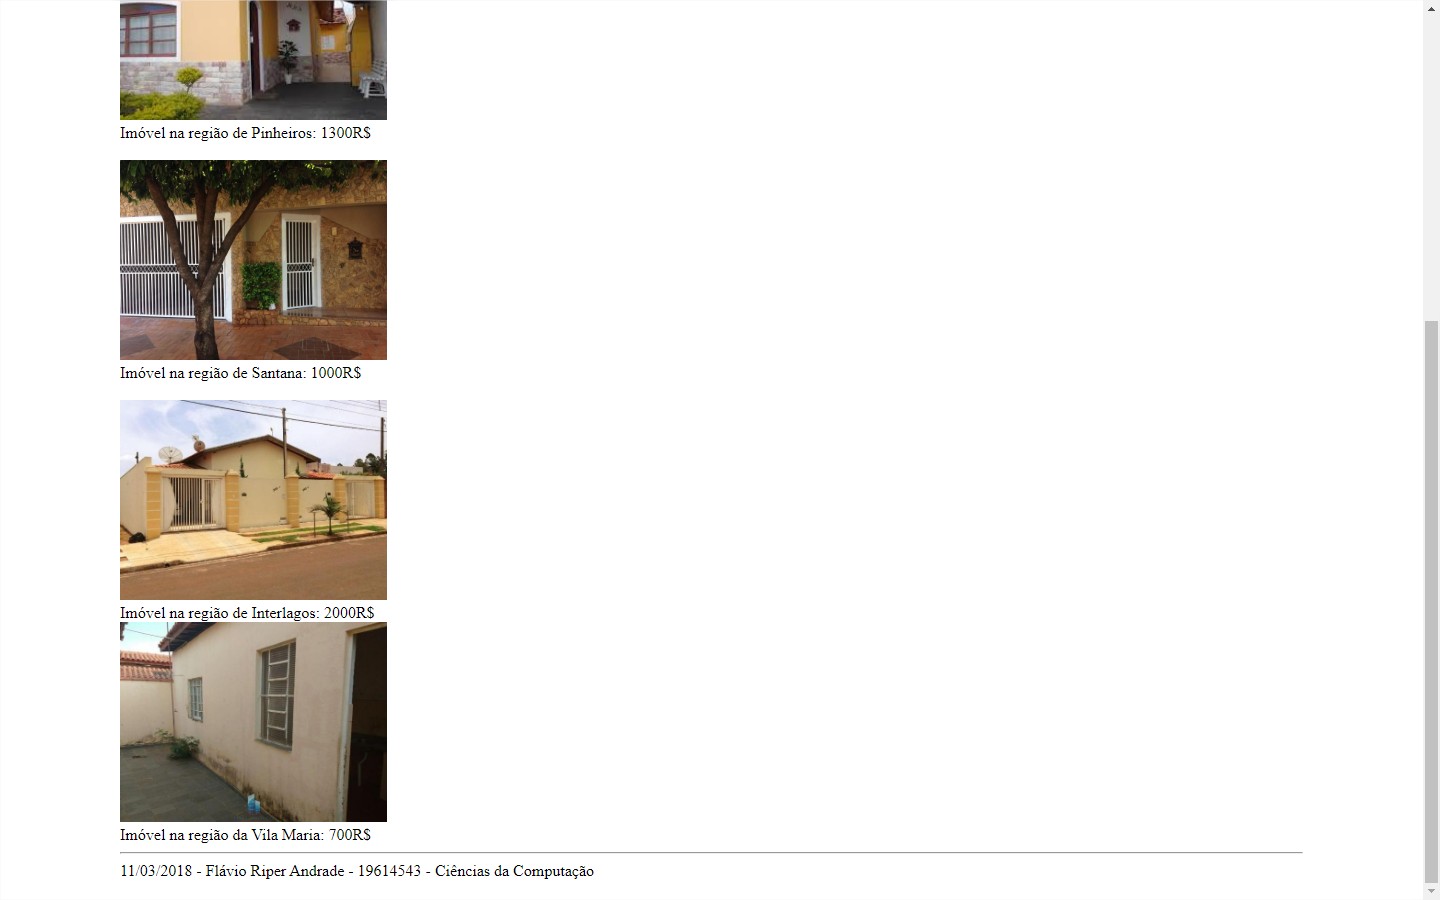 Imóvel na região de Pinheiros: 1300R$
Imóvel na região de Santana: 1000R$
Imóvel na região de Interlagos: 2000R$
Imóvel na região da Vila Maria: 700R$
11/03/2018 - Flávio Riper Andrade - 19614543 - Ciências da Computação